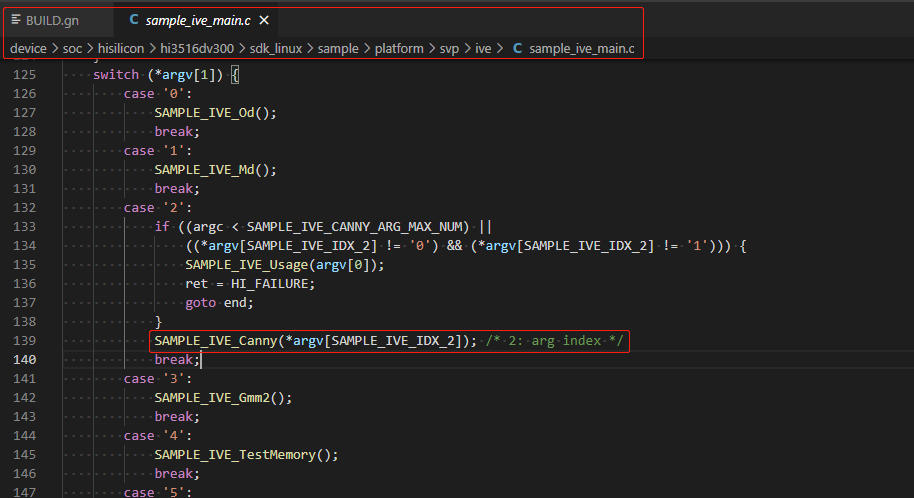 BUILD.gn
sample_ive_main.c
device > soc > hisilicon > hi3516dv300 > sdk_linux > sample > platform > svp > ive > C sample_ive_main.c
125 switch (*argv[1]) {
126 case '0':
127 SAMPLE_IVE_Od();
128 break;
129 case '1':
130 SAMPLE_IVE_Md();
131 break;
132 case '2':
133 if ((argc < SAMPLE_IVE_CANNY_ARG_MAX_NUM) ||
134 ((*argv[SAMPLE_IVE_IDX_2] != '0') && (*argv[SAMPLE_IVE_IDX_2] != '1'))) {
135 SAMPLE_IVE_Usage(argv[0]);
136 ret = HI_FAILURE;
137 goto end;
138 }
139 SAMPLE_IVE_Canny(*argv[SAMPLE_IVE_IDX_2]); /* 2: arg index */
140 break;
141 case '3':
142 SAMPLE_IVE_Gmm2();
143 break;
144 case '4':
145 SAMPLE_IVE_TestMemory();
146 break;
147 case '5':